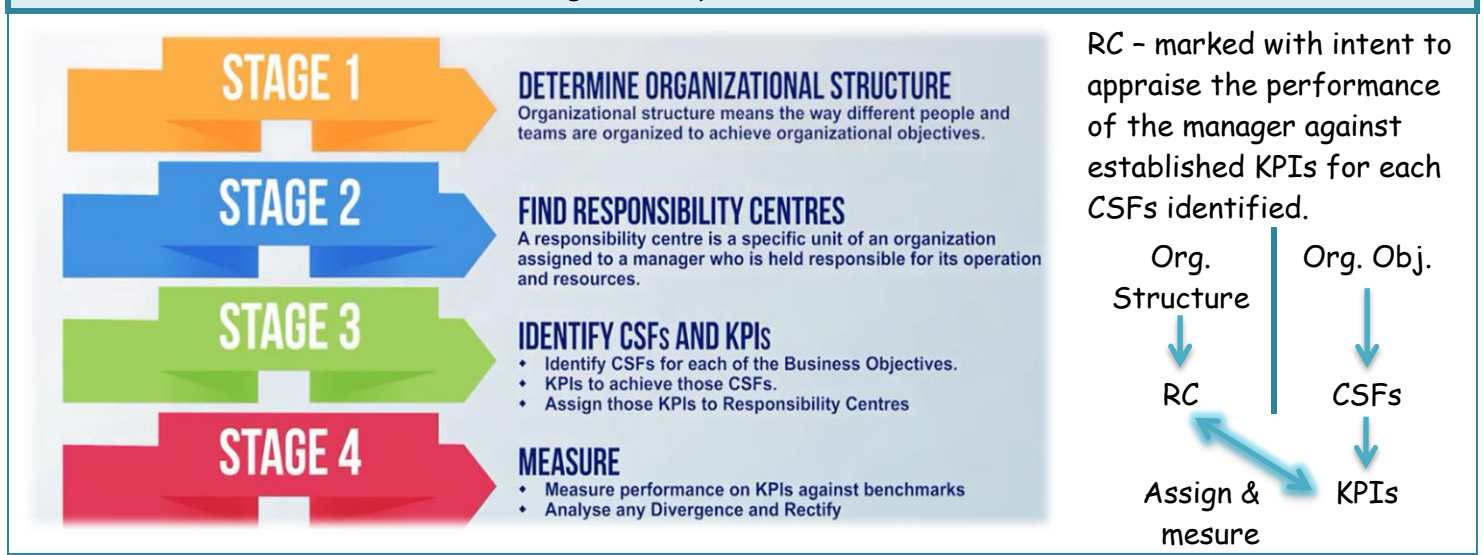 STAGE 1
DETERMINE ORGANIZATIONAL STRUCTURE
Organizational structure means the way different people and
teams are organized to achieve organizational objectives.
STAGE 2
FIND RESPONSIBILITY CENTRES
A responsibility centre is a specific unit of an organization
assigned to a manager who is held responsible for its operation
and resources.
STAGE 3
IDENTIFY CSFs AND KPIs
• Identify CSFs for each of the Business Objectives.
• KPIs to achieve those CSFs.
• Assign those KPIs to Responsibility Centres
STAGE 4
MEASURE
• Measure performance on KPIs against benchmarks
• Analyse any Divergence and Rectify
RC – marked with intent to
appraise the performance
of the manager against
established KPIs for each
CSFs identified.
Org.
Structure
Org. Obj.
RC
CSFs
Assign &
mesure
KPIs